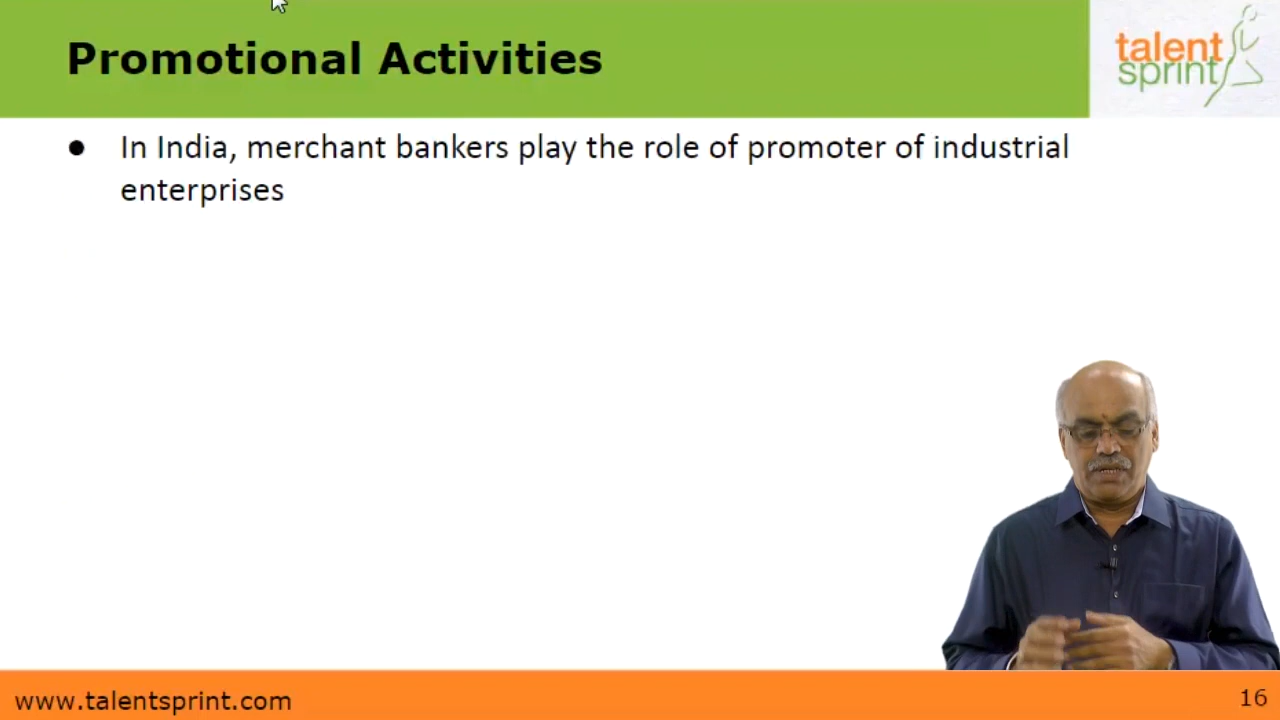 Promotional Activities
talent
sprint
● In India, merchant bankers play the role of promoter of industrial
enterprises
www.talentsprint.com
16